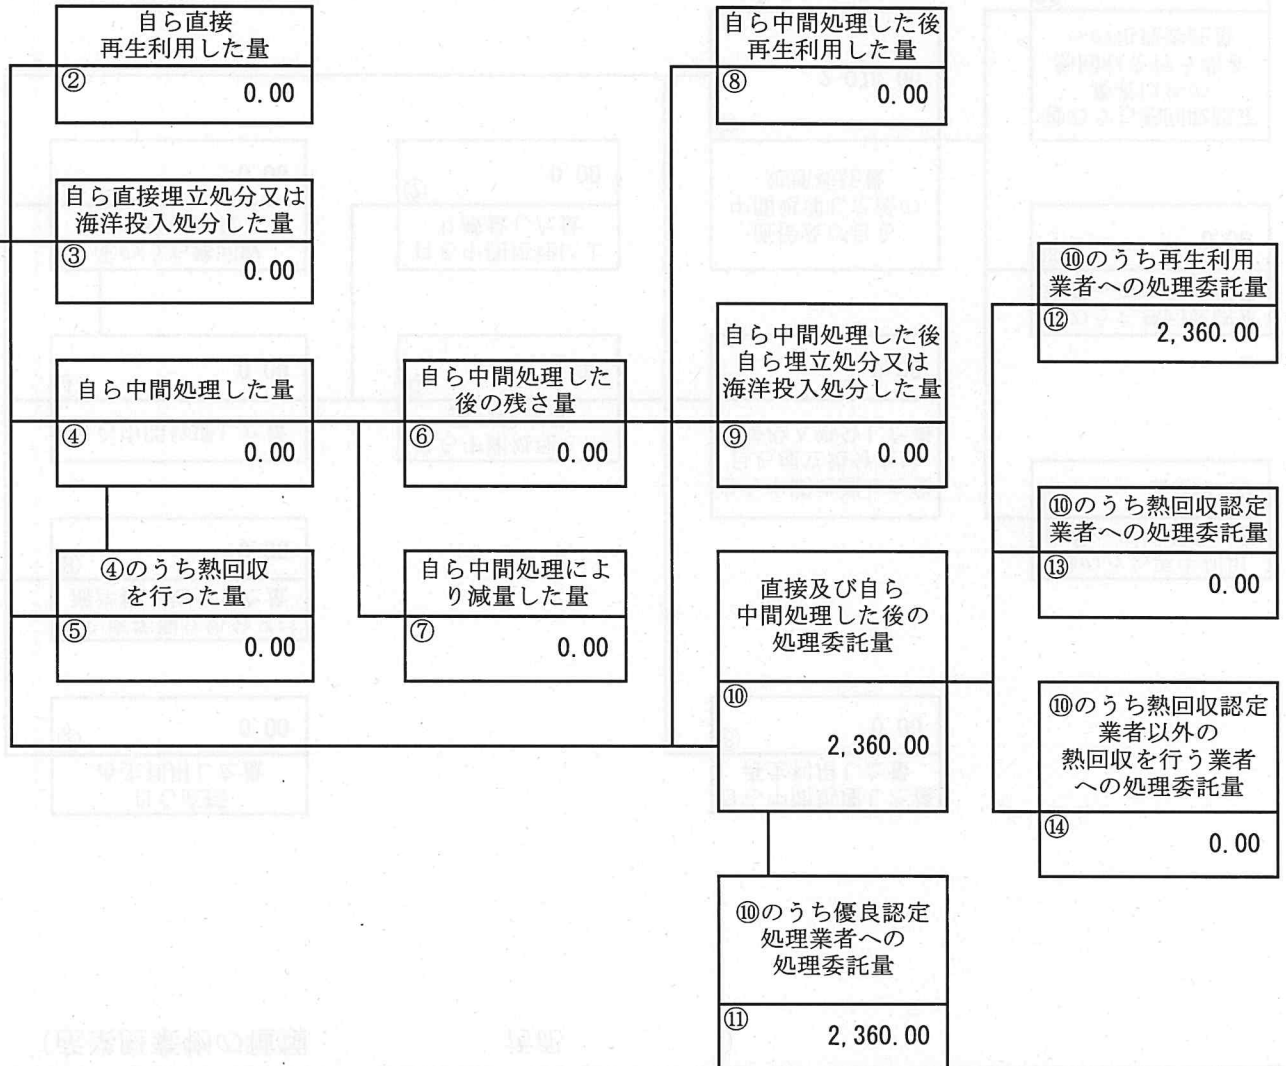 自ら直接
再生利用した量
②
0.00
自ら直接埋立処分又は
海洋投入処分した量
③
0.00
自ら中間処理した量
④
0.00
④のうち熱回収
を行った量
⑤
0.00
自ら中間処理した
後の残さ量
⑥
0.00
自ら中間処理によ
り減量した量
⑦
0.00
自ら中間処理した後
再生利用した量
⑧
0.00
自ら中間処理した後
自ら埋立処分又は
海洋投入処分した量
⑨
0.00
直接及び自ら
中間処理した後の
処理委託量
⑩
2,360.00
⑩のうち優良認定
処理業者への
処理委託量
⑪
2,360.00
⑩のうち再生利用
業者への処理委託量
⑫
2,360.00
⑩のうち熱回収認定
業者への処理委託量
⑬
0.00
⑩のうち熱回収認定
業者以外の
熱回収を行う業者
への処理委託量
⑭
0.00